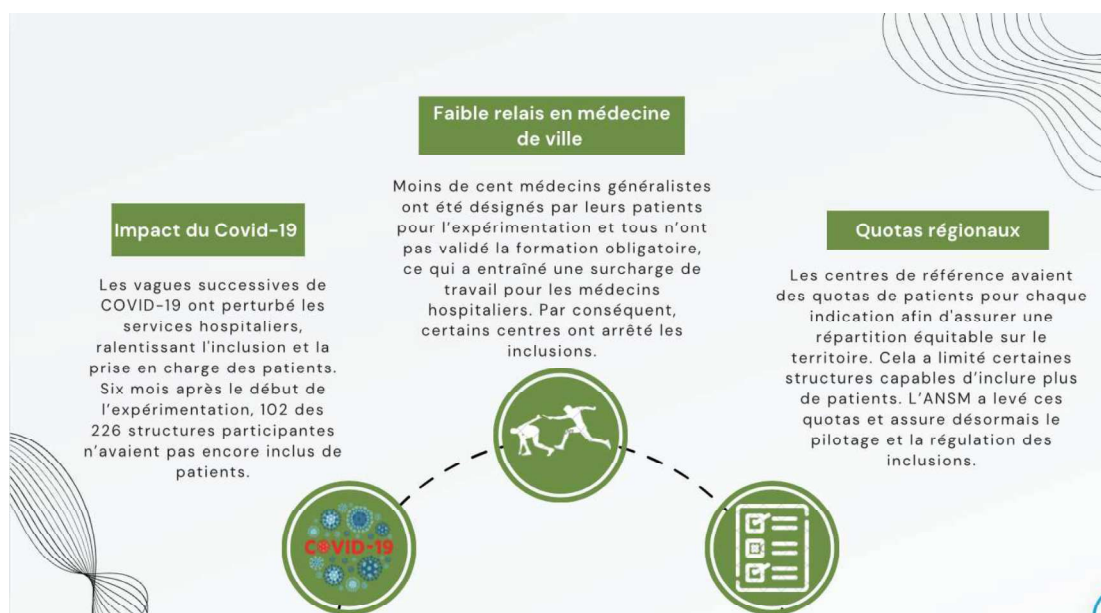 Impact du Covid-19
Les vagues successives de
COVID-19 ont perturbé les
services hospitaliers,
ralentissant l'inclusion et la
prise en charge des patients.
Six mois après le début de
l'expérimentation, 102 des
226 structures participantes
n'avaient pas encore inclus de
patients.
COVID-19
Faible relais en médecine
de ville
Moins de cent médecins généralistes
ont été désignés par leurs patients
pour l'expérimentation et tous n'ont
pas validé la formation obligatoire,
ce qui a entraîné une surcharge de
travail pour les médecins
hospitaliers. Par conséquent,
certains centres ont arrêté les
inclusions.
Quotas régionaux
Les centres de référence avaient
des quotas de patients pour chaque
indication afin d'assurer une
répartition équitable sur le
territoire. Cela a limité certaines
structures capables d'inclure plus
de patients. L'ANSM a levé ces
quotas et assure désormais le
pilotage et la régulation des
inclusions.